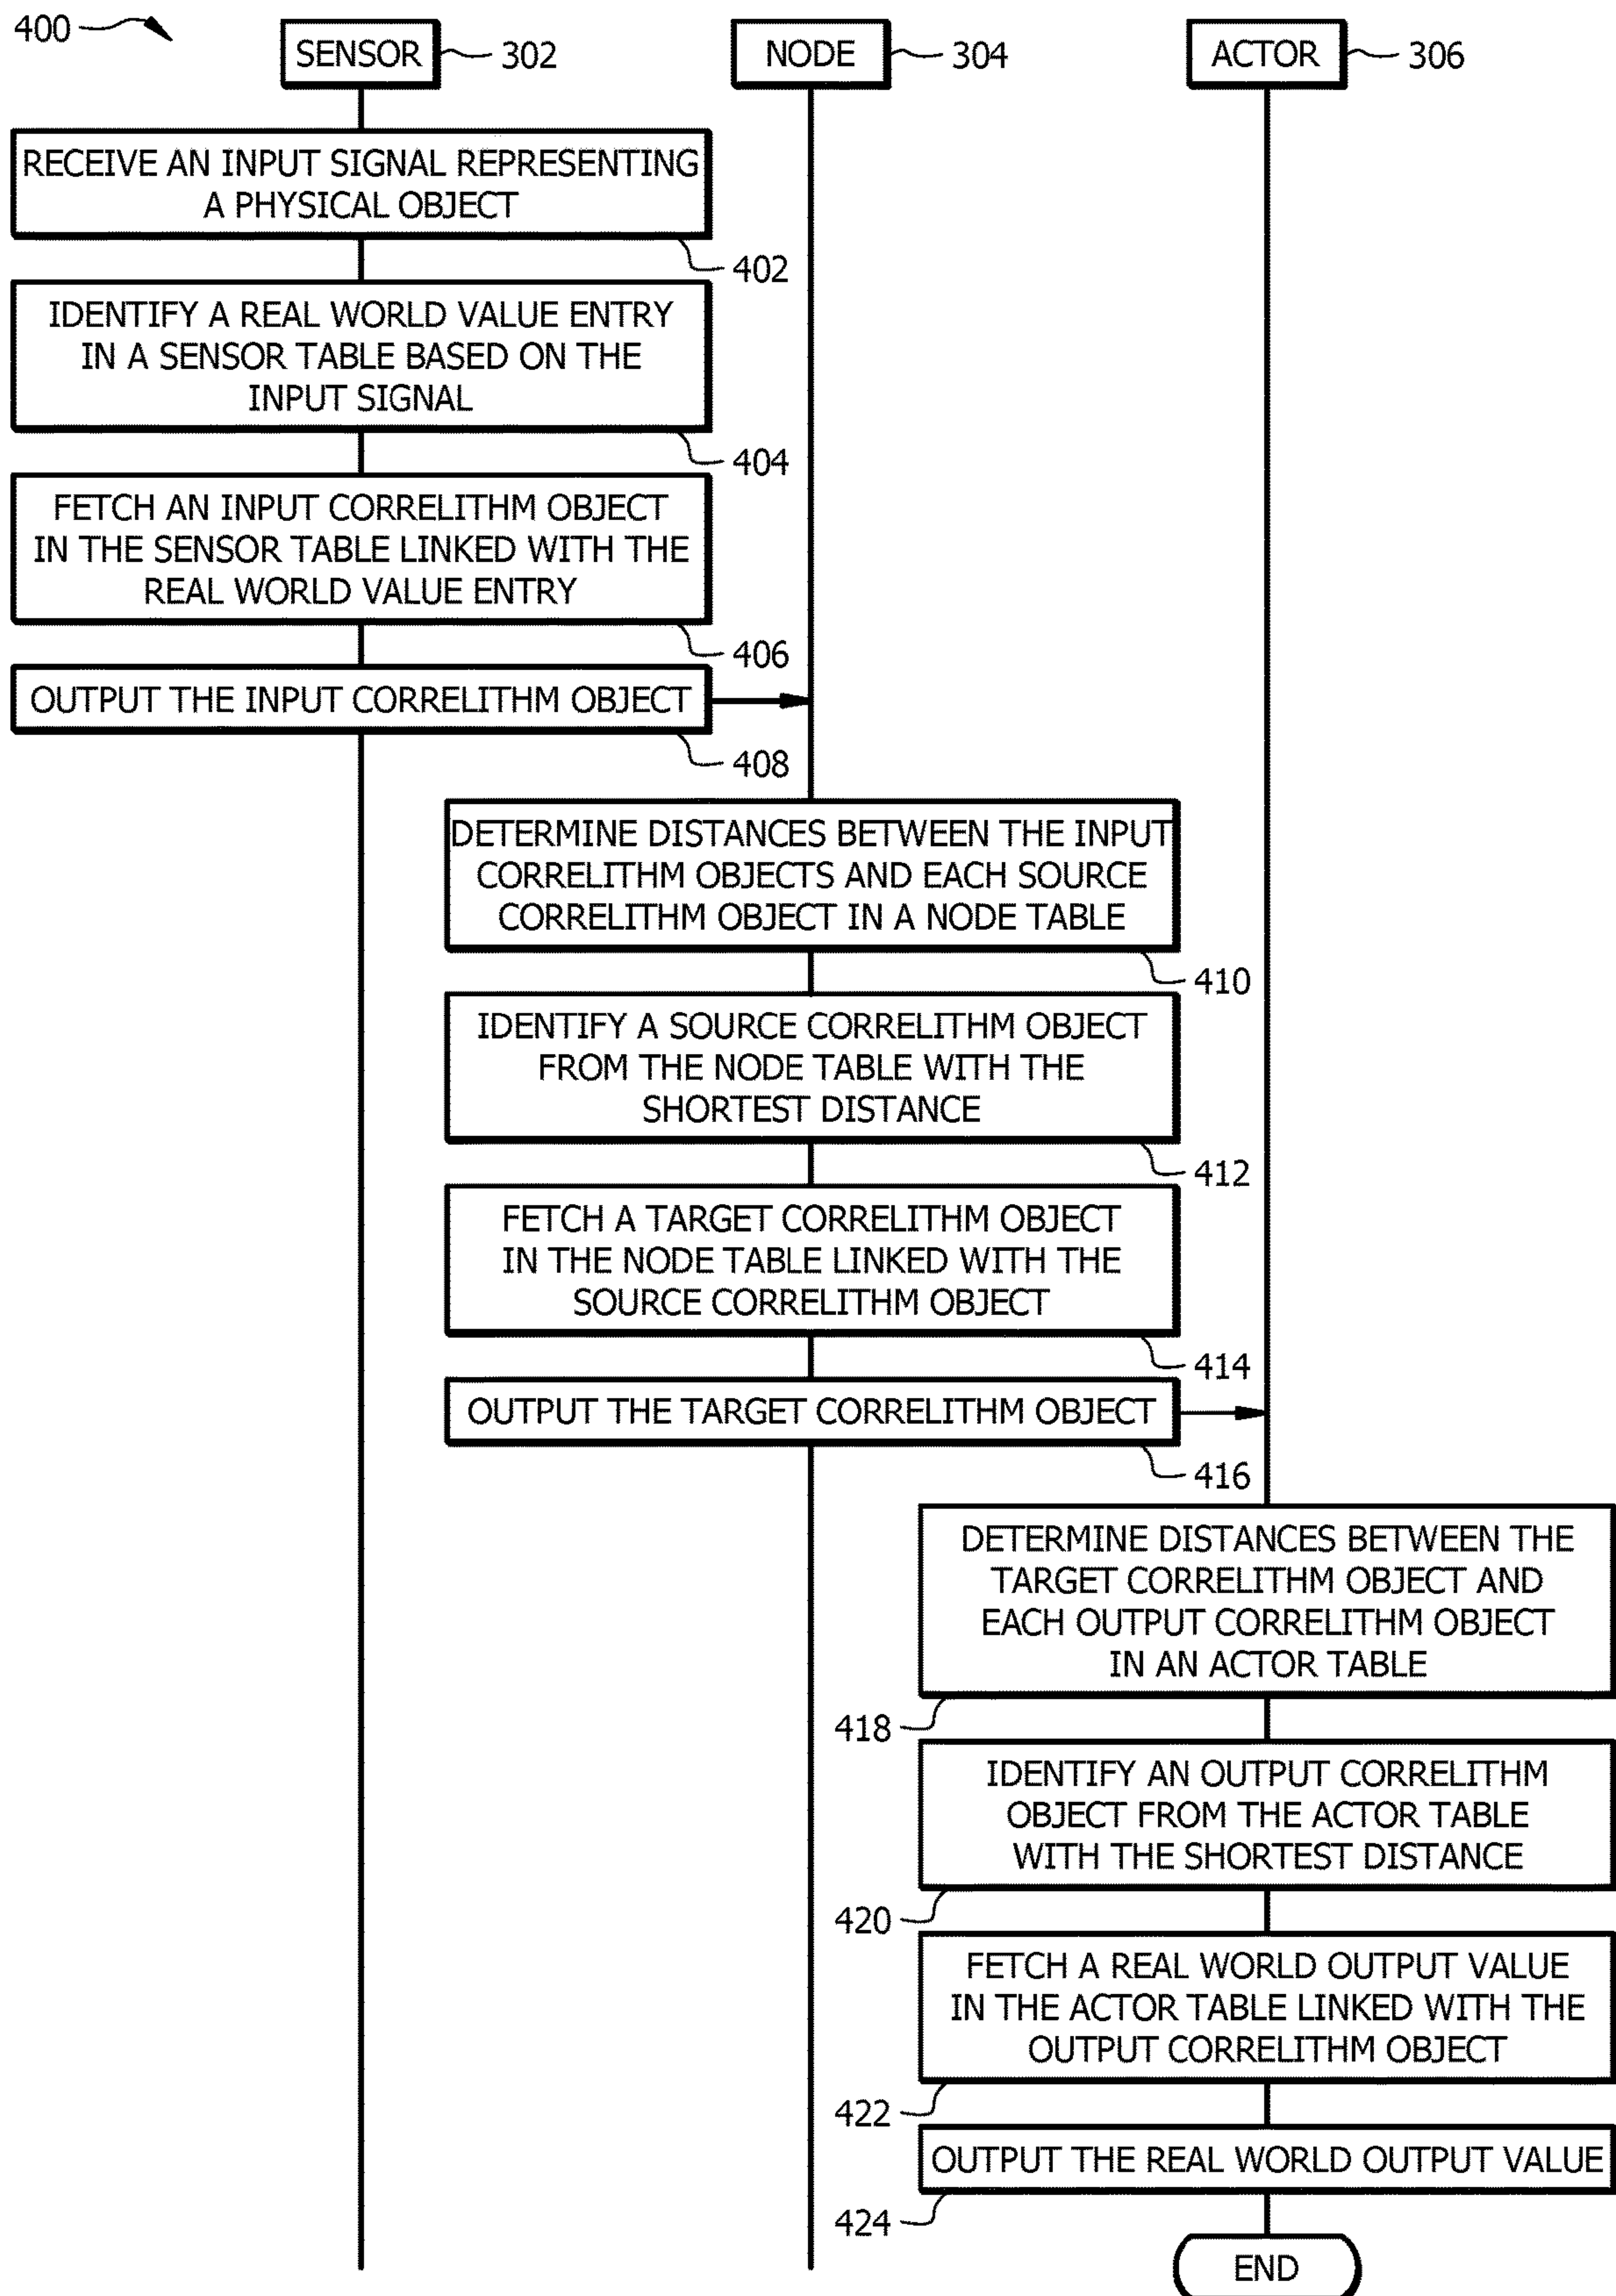 400
SENSOR
302
NODE
304
ACTOR
306
RECEIVE AN INPUT SIGNAL REPRESENTING
A PHYSICAL OBJECT
402
IDENTIFY A REAL WORLD VALUE ENTRY
IN A SENSOR TABLE BASED ON THE
INPUT SIGNAL
404
FETCH AN INPUT CORRELITHM OBJECT
IN THE SENSOR TABLE LINKED WITH THE
REAL WORLD VALUE ENTRY
406
OUTPUT THE INPUT CORRELITHM OBJECT
408
DETERMINE DISTANCES BETWEEN THE INPUT
CORRELITHM OBJECTS AND EACH SOURCE
CORRELITHM OBJECT IN A NODE TABLE
410
IDENTIFY A SOURCE CORRELITHM OBJECT
FROM THE NODE TABLE WITH THE
SHORTEST DISTANCE
412
FETCH A TARGET CORRELITHM OBJECT
IN THE NODE TABLE LINKED WITH THE
SOURCE CORRELITHM OBJECT
414
OUTPUT THE TARGET CORRELITHM OBJECT
416
DETERMINE DISTANCES BETWEEN THE
TARGET CORRELITHM OBJECT AND
EACH OUTPUT CORRELITHM OBJECT
IN AN ACTOR TABLE
418
IDENTIFY AN OUTPUT CORRELITHM
OBJECT FROM THE ACTOR TABLE
WITH THE SHORTEST DISTANCE
420
FETCH A REAL WORLD OUTPUT VALUE
IN THE ACTOR TABLE LINKED WITH THE
OUTPUT CORRELITHM OBJECT
422
OUTPUT THE REAL WORLD OUTPUT VALUE
424
END